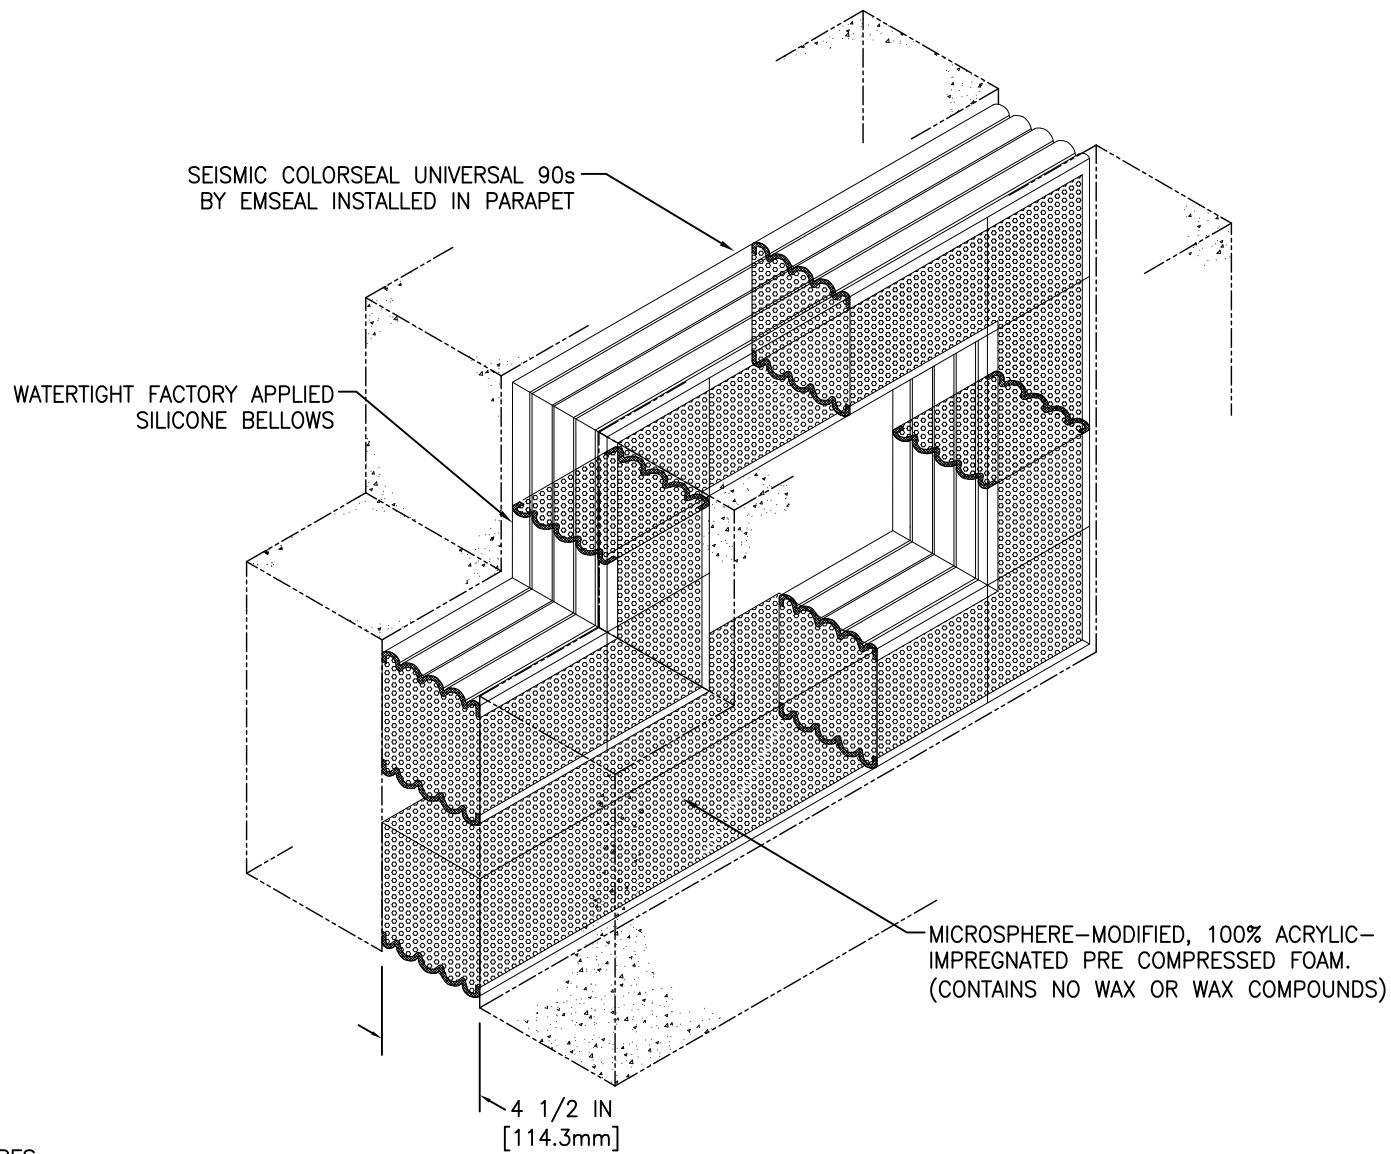 SEISMIC COLORSEAL UNIVERSAL 90s
BY EMSEAL INSTALLED IN PARAPET
WATERTIGHT FACTORY APPLIED
SILICONE BELLOWS
MICROSPHERE-MODIFIED, 100% ACRYLIC-
IMPREGNATED PRE COMPRESSED FOAM.
(CONTAINS NO WAX OR WAX COMPOUNDS)
4 1/2 IN
[114.3mm]